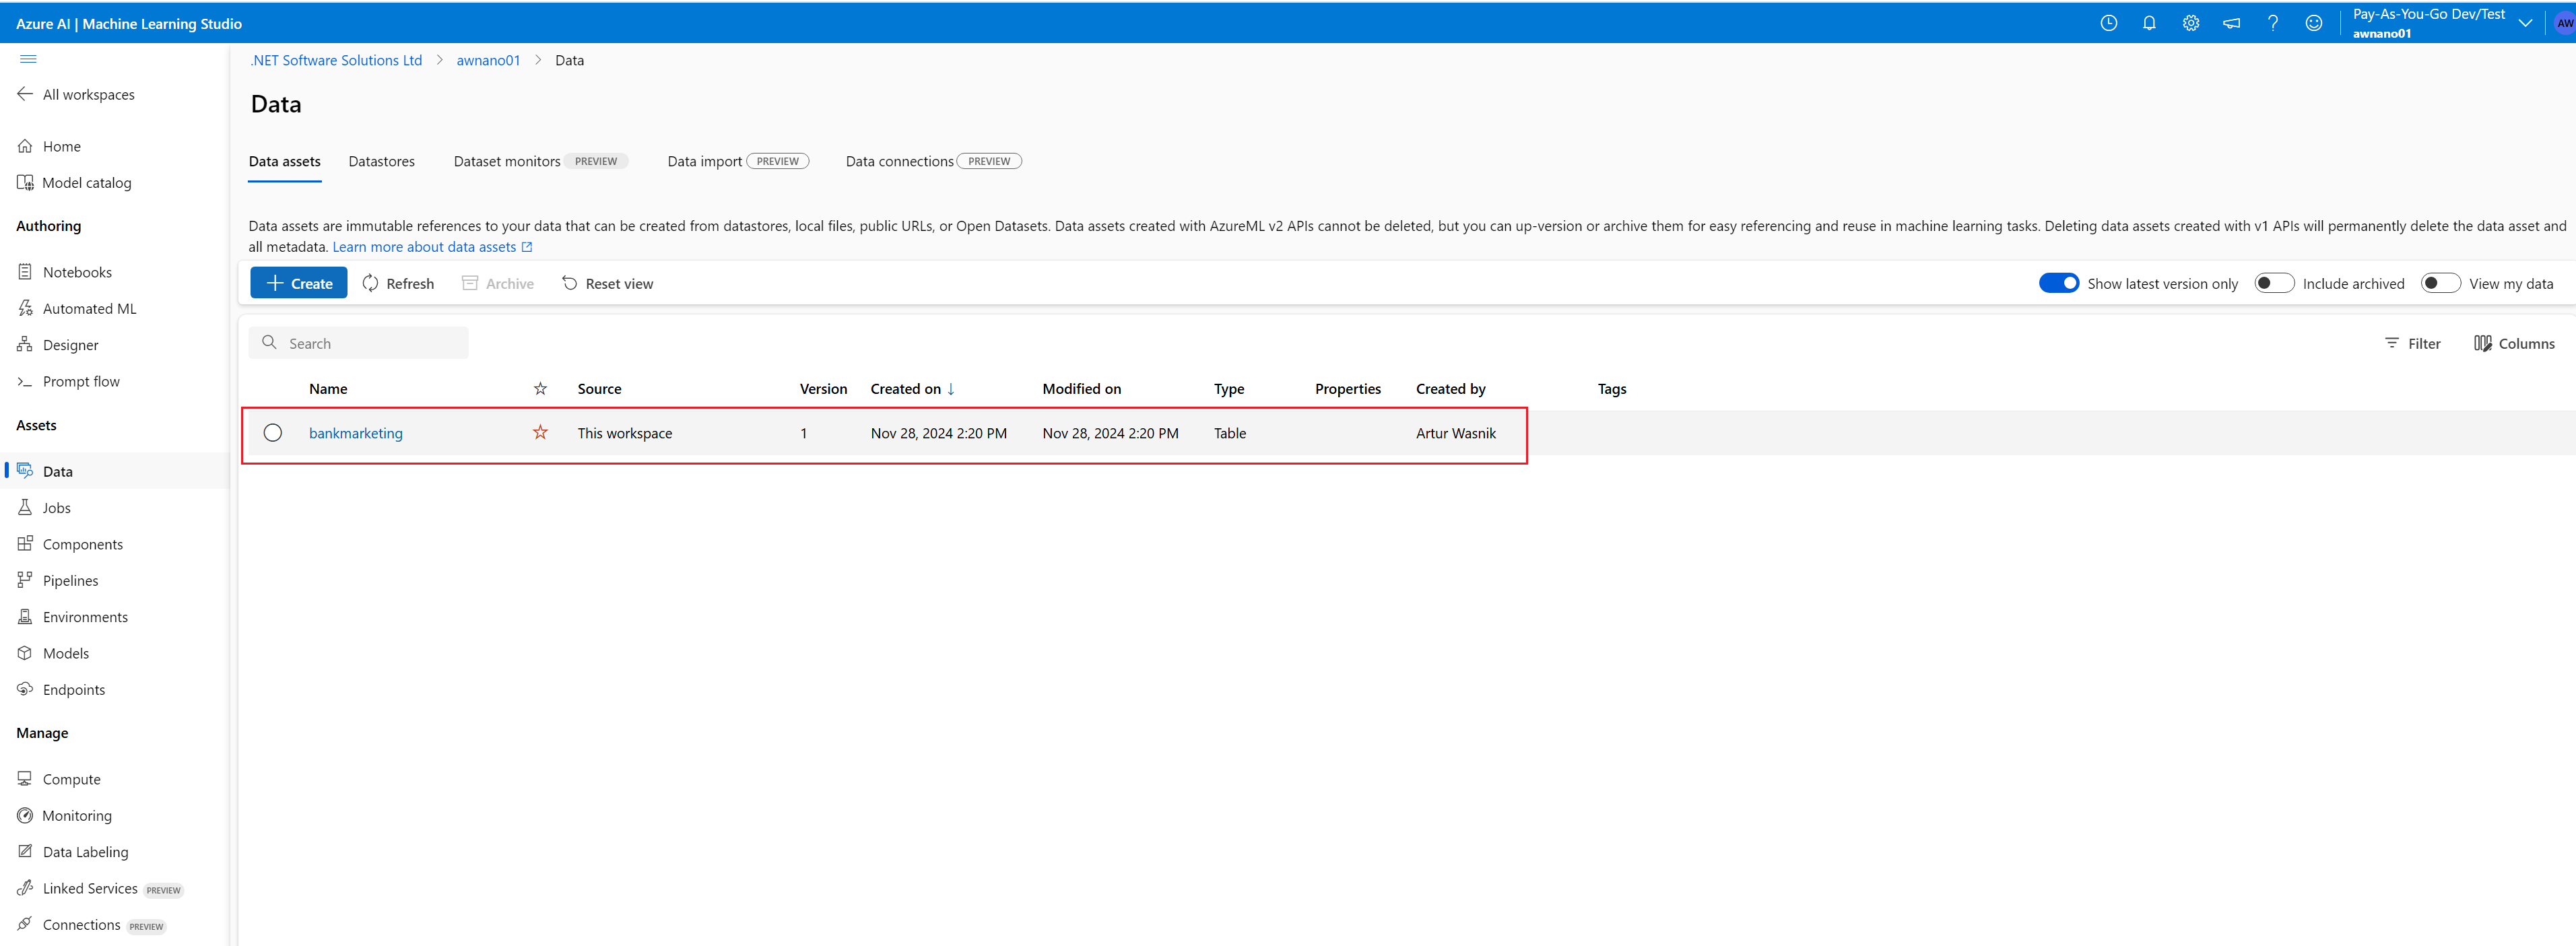 Azure AI | Machine Learning Studio
Pay-As-You-Go Dev/Test
awnano01
AW
All workspaces
Home
Model catalog
Authoring
Notebooks
Automated ML
Designer
Prompt flow
Assets
Data
Jobs
Components
Pipelines
Environments
Models
Endpoints
Manage
Compute
Monitoring
Data Labeling
Linked Services PREVIEW
Connections PREVIEW
.NET Software Solutions Ltd > awnano01 > Data
Data
Data assets Datastores Dataset monitors PREVIEW Data import PREVIEW Data connections PREVIEW
Data assets are immutable references to your data that can be created from datastores, local files, public URLs, or Open Datasets. Data assets created with AzureML v2 APIs cannot be deleted, but you can up-version or archive them for easy referencing and reuse in machine learning tasks. Deleting data assets created with v1 APIs will permanently delete the data asset and
all metadata. Learn more about data assets
Create Refresh Archive Reset view Show latest version only Include archived View my data
Search Filter Columns
Name Source Version Created on ↓ Modified on Type Properties Created by Tags
bankmarketing This workspace 1 Nov 28, 2024 2:20 PM Nov 28, 2024 2:20 PM Table Artur Wasnik